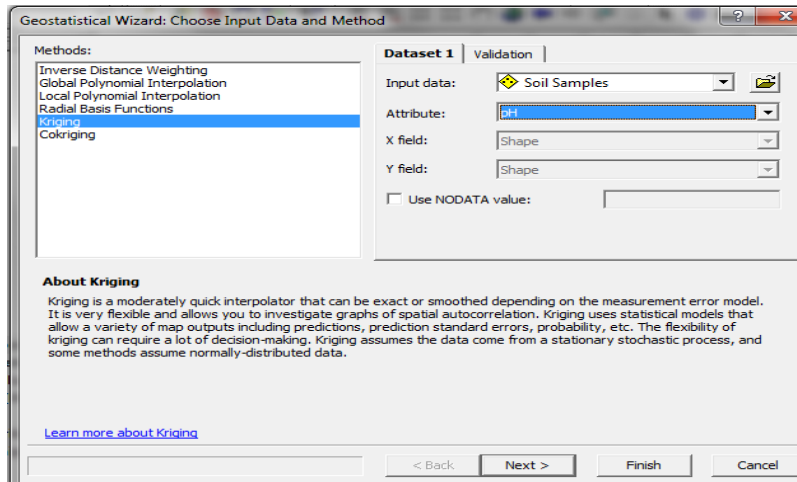 Geostatistical Wizard: Choose Input Data and Method
Methods:
Inverse Distance Weighting
Global Polynomial Interpolation
Local Polynomial Interpolation
Radial Basis Functions
Kriging
Cokriging
Dataset 1 Validation
Input data: Soil Samples
Attribute: pH
X field: Shape
Y field: Shape
Use NODATA value:
About Kriging
Kriging is a moderately quick interpolator that can be exact or smoothed depending on the measurement error model.
It is very flexible and allows you to investigate graphs of spatial autocorrelation. Kriging uses statistical models that
allow a variety of map outputs including predictions, prediction standard errors, probability, etc. The flexibility of
kriging can require a lot of decision-making. Kriging assumes the data come from a stationary stochastic process, and
some methods assume normally-distributed data.
Learn more about Kriging
< Back Next > Finish Cancel